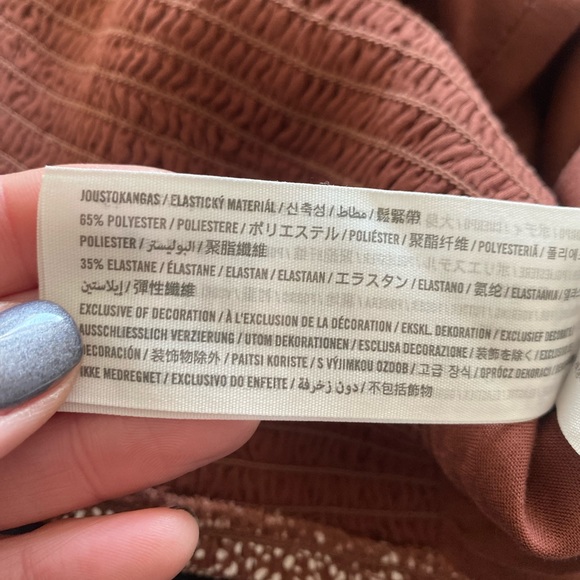 JOUSTOKANGAS / ELASTICKÝ MATERIÁL / 신축성 / مطاط / 鬆緊帶
65% POLYESTER / POLIESTERE / ポリエステル / POLIÉSTER / 聚酯纤维 / POLYESTERIÄ / 폴리에
POLIESTER / البوليستر / 聚脂纖維
35% ELASTANE / ÉLASTANE / ELASTAN / ELASTAAN / エラスタン / ELASTANO / 氨纶 / ELASTAANIA /
إيلاستين / 彈性纖維
EXCLUSIVE OF DECORATION / À L'EXCLUSION DE LA DÉCORATION / EKSKL. DEKORATION / EXCLUSIEF DECORATI
AUSSCHLIESSLICH VERZIERUNG / UTOM DEKORATIONEN / ESCLUSA DECORAZIONE / 装飾を除く / EXC
DECORACIÓN / 装饰物除外 / PAITSI KORISTE / S VÝJIMKOU OZDOB / 고급 장식 / OPRÓCZ DEKORACJI
IKKE MEDREGNET / EXCLUSIVO DO ENFEITE / دون زخرفة / 不包括飾物